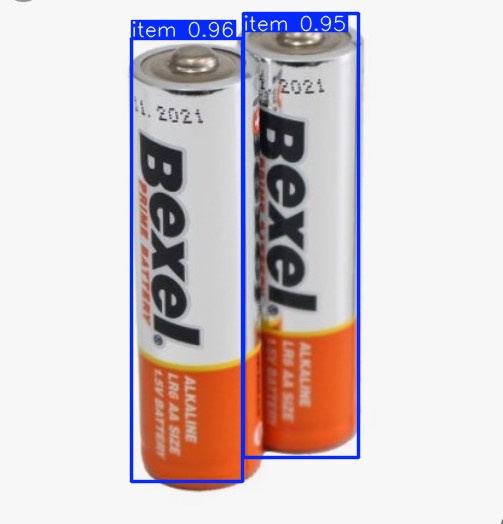 item 0.96
item 0.95
11. 2021
2021
Bexel®
PRIME BATTERY
ALKALINE
LR6 AA SIZE
1.5V BATTERY
Bexel®
ALKALINE
LR6 AA SIZE
1.5V BATTERY